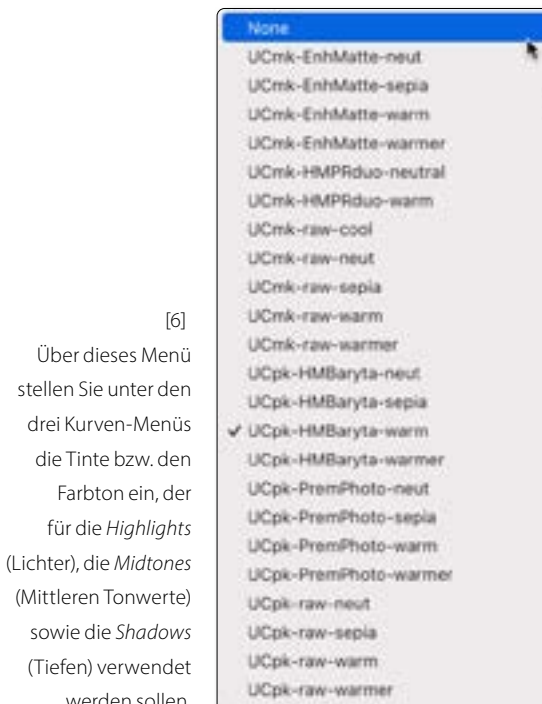 [6]
Über dieses Menü
stellen Sie unter den
drei Kurven-Menüs
die Tinte bzw. den
Farbton ein, der
für die Highlights
(Lichter), die Midtones
(Mittleren Tonwerte)
sowie die Shadows
(Tiefen) verwendet
werden sollen.
None
UCmk-EnhMatte-neut
UCmk-EnhMatte-sepia
UCmk-EnhMatte-warm
UCmk-EnhMatte-warmer
UCmk-HMPRduo-neutral
UCmk-HMPRduo-warm
UCmk-raw-cool
UCmk-raw-neut
UCmk-raw-sepia
UCmk-raw-warm
UCmk-raw-warmer
UCpk-HMBaryta-neut
UCpk-HMBaryta-sepia
✓ UCpk-HMBaryta-warm
UCpk-HMBaryta-warmer
UCpk-PremPhoto-neut
UCpk-PremPhoto-sepia
UCpk-PremPhoto-warm
UCpk-PremPhoto-warmer
UCpk-raw-neut
UCpk-raw-sepia
UCpk-raw-warm
UCpk-raw-warmer